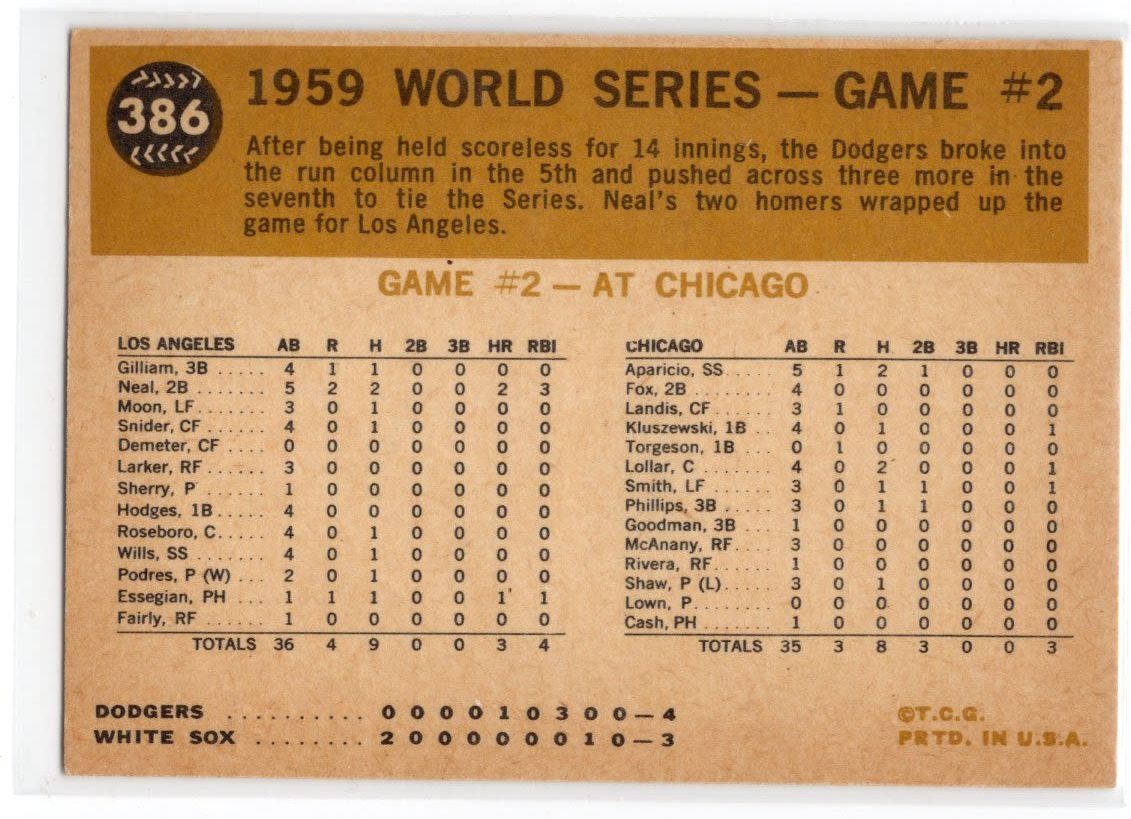 386
1959 WORLD SERIES — GAME #2
After being held scoreless for 14 innings, the Dodgers broke into
the run column in the 5th and pushed across three more in the
seventh to tie the Series. Neal's two homers wrapped up the
game for Los Angeles.
GAME #2 — AT CHICAGO
LOS ANGELES AB R H 2B 3B HR RBI
Gilliam, 3B ..... 4 1 1 0 0 0 0
Neal, 2B ....... 5 2 2 0 0 2 3
Moon, LF....... 3 0 1 0 0 0 0
Snider, CF ...... 4 0 1 0 0 0 0
Demeter, CF .... 0 0 0 0 0 0 0
Larker, RF ...... 3 0 0 0 0 0 0
Sherry, P ...... 1 0 0 0 0 0 0
Hodges, 1B..... 4 0 0 0 0 0 0
Roseboro, C..... 4 0 1 0 0 0 0
Wills, SS ....... 4 0 1 0 0 0 0
Podres, P (W) ... 2 0 1 0 0 0 0
Essegian, PH ... 1 1 1 0 0 1 1
Fairly, RF ...... 1 0 0 0 0 0 0
TOTALS 36 4 9 0 0 3 4
CHICAGO AB R H 2B 3B HR RBI
Aparicio, SS ..... 5 1 2 1 0 0 0
Fox, 2B ........ 4 0 0 0 0 0 0
Landis, CF ...... 3 1 0 0 0 0 0
Kluszewski, 1B .. 4 0 1 0 0 0 1
Torgeson, 1B ... 0 1 0 0 0 0 0
Lollar, C ....... 4 0 2 0 0 0 1
Smith, LF ....... 3 0 1 1 0 0 1
Phillips, 3B ..... 3 0 1 1 0 0 0
Goodman, 3B ... 1 0 0 0 0 0 0
McAnany, RF.... 3 0 0 0 0 0 0
Rivera, RF...... 1 0 0 0 0 0 0
Shaw, P (L)..... 3 0 1 0 0 0 0
Lown, P........ 0 0 0 0 0 0 0
Cash, PH ....... 1 0 0 0 0 0 0
TOTALS 35 3 8 3 0 0 3
DODGERS .......... 0 0 0 0 1 0 3 0 0—4
WHITE SOX ........ 2 0 0 0 0 0 0 1 0—3
©T.C.G.
PRTD. IN U.S.A.